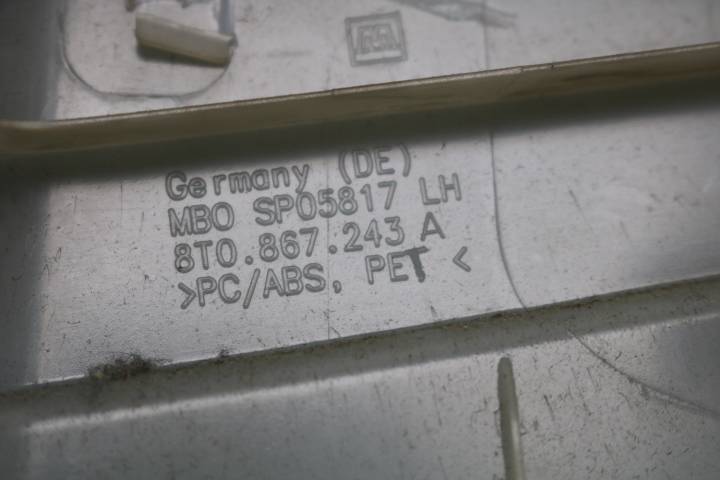 Germany (DE)
MBO SP05817 LH
8T0.867.243 A
>PC/ABS, PET <